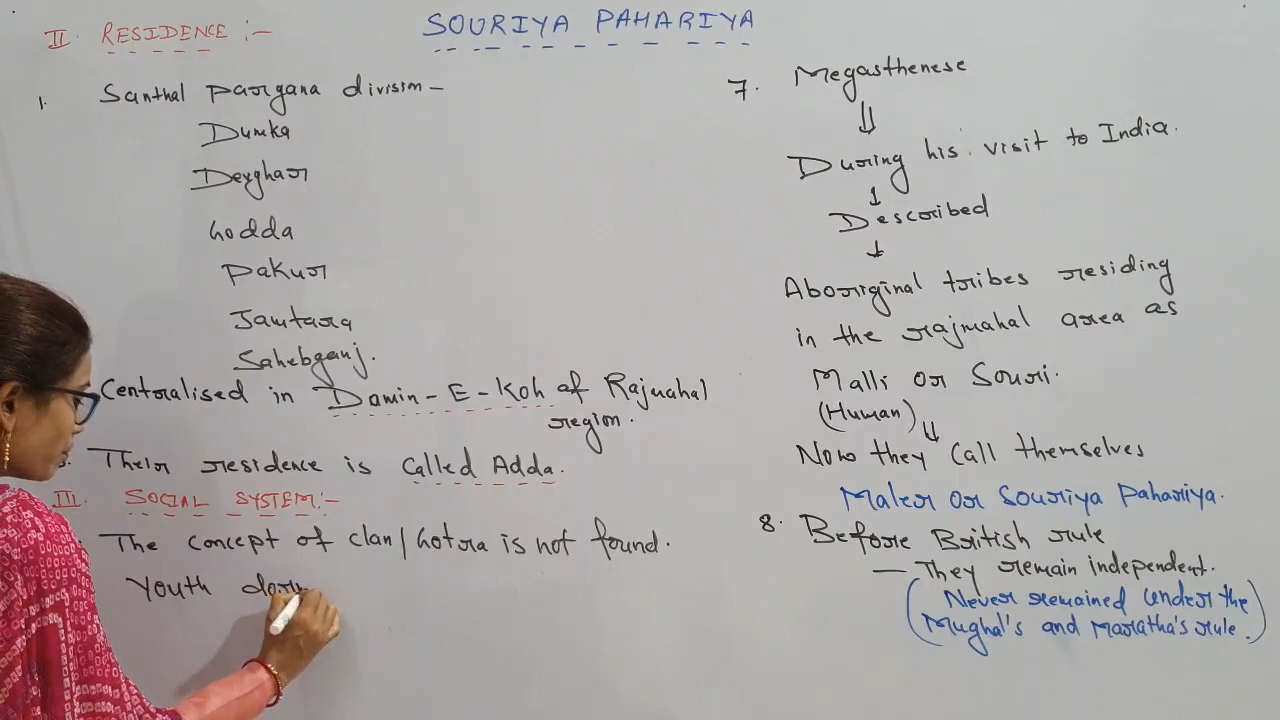 SOURIYA PAHARIYA
II RESIDENCE :-
1. Santhal Pargana division -
Dumka
Deoghar
Godda
Pakur
Jamtara
Sahebganj.
Centralised in Damin-E-Koh of Rajmahal
region.
Their residence is Called Adda.
III. SOCIAL SYSTEM:-
The concept of clan/Gotra is not found.
Youth dor
7. Megasthenese
⇓
During his visit to India.
↓
Described
↓
Aboriginal tribes residing
in the rajmahal area as
Malli or Souri.
(Human) ⇓
Now they call themselves
Maler or Souriya Pahariya.
8. Before British rule
— They remain independent.
(Never remained under the
Mughal's and Maratha's rule.)